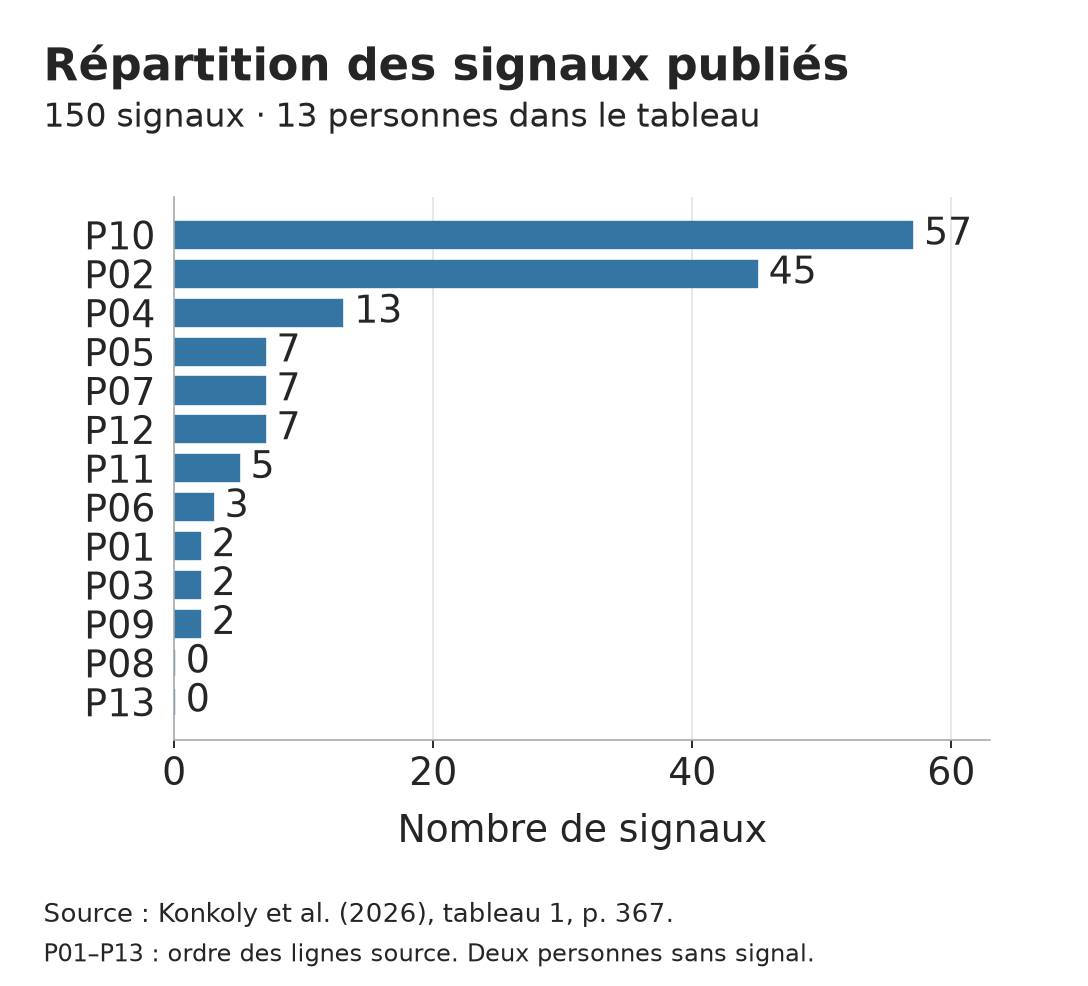 Répartition des signaux publiés
150 signaux · 13 personnes dans le tableau
P10 57
P02 45
P04 13
P05 7
P07 7
P12 7
P11 5
P06 3
P01 2
P03 2
P09 2
P08 0
P13 0
0 20 40 60
Nombre de signaux
Source : Konkoly et al. (2026), tableau 1, p. 367.
P01–P13 : ordre des lignes source. Deux personnes sans signal.